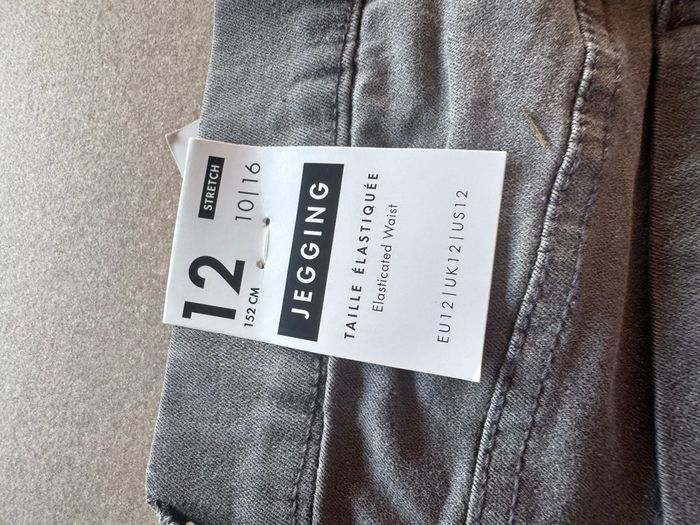 12
152 CM
STRETCH
10|16
JEGGING
TAILLE ÉLASTIQUÉE
Elasticated Waist
EU12|UK12|US12